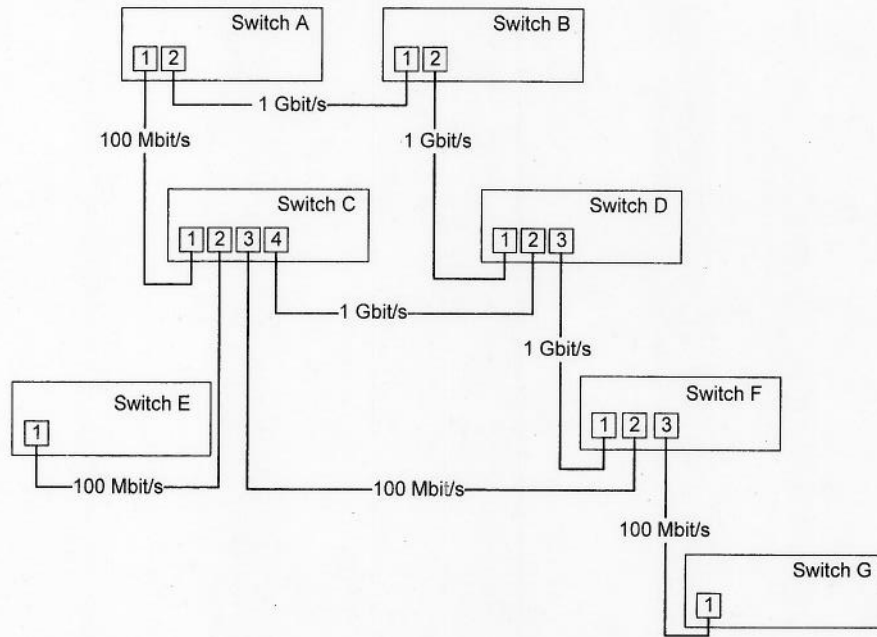 Switch A
Switch B
1 2
1 2
1 Gbit/s
100 Mbit/s
1 Gbit/s
Switch C
Switch D
1 2 3 4
1 2 3
1 Gbit/s
1 Gbit/s
Switch E
Switch F
1
1 2 3
100 Mbit/s
100 Mbit/s
100 Mbit/s
Switch G
1